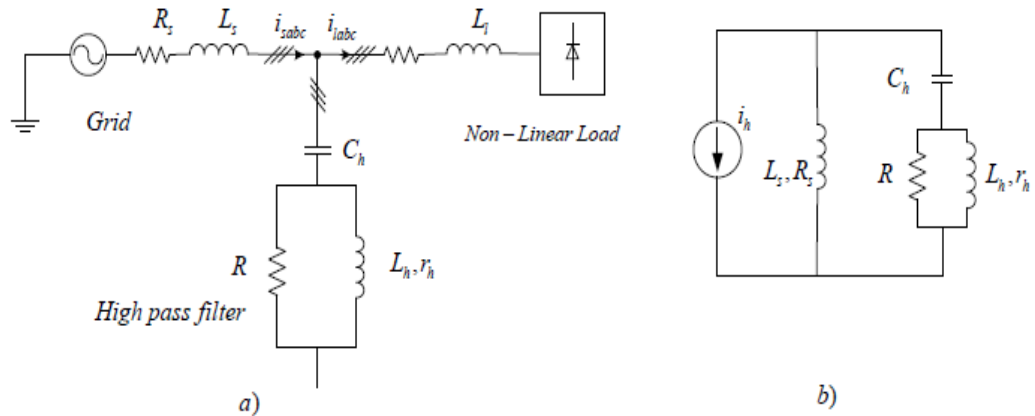 R_s
L_s
i_sabc
i_labc
L_l
Grid
Non – Linear Load
C_h
R
L_h, r_h
High pass filter
a)
C_h
i_h
L_s, R_s
R
L_h, r_h
b)